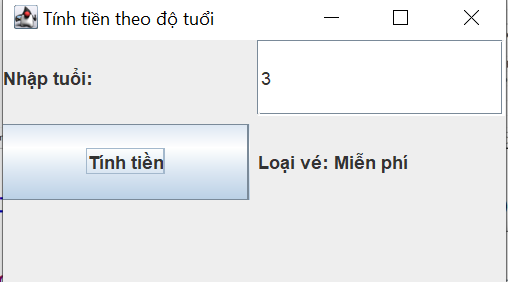 Tính tiền theo độ tuổi
Nhập tuổi:
3
Tính tiền
Loại vé: Miễn phí